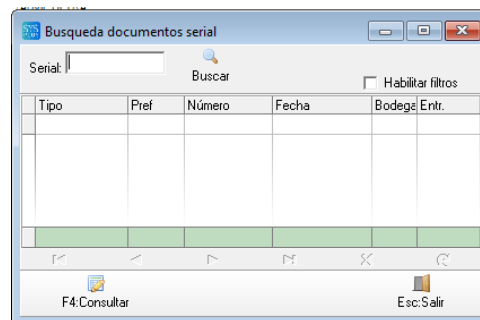 Busqueda documentos serial
Serial:
Buscar
Habilitar filtros
Tipo Pref Número Fecha Bodega Entr.
F4:Consultar Esc:Salir